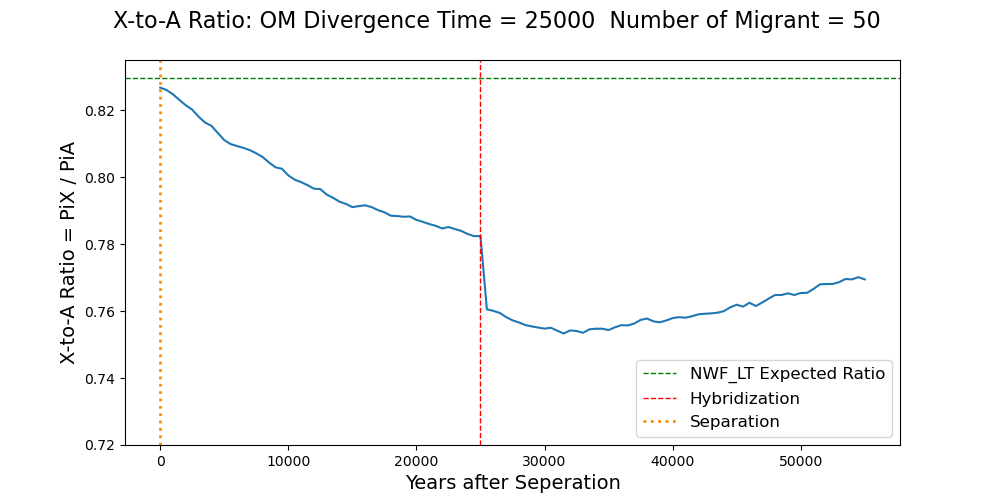 X-to-A Ratio: OM Divergence Time = 25000  Number of Migrant = 50
X-to-A Ratio = PiX / PiA
0.82
0.80
0.78
0.76
0.74
0.72
NWF_LT Expected Ratio
Hybridization
Separation
0 10000 20000 30000 40000 50000
Years after Seperation